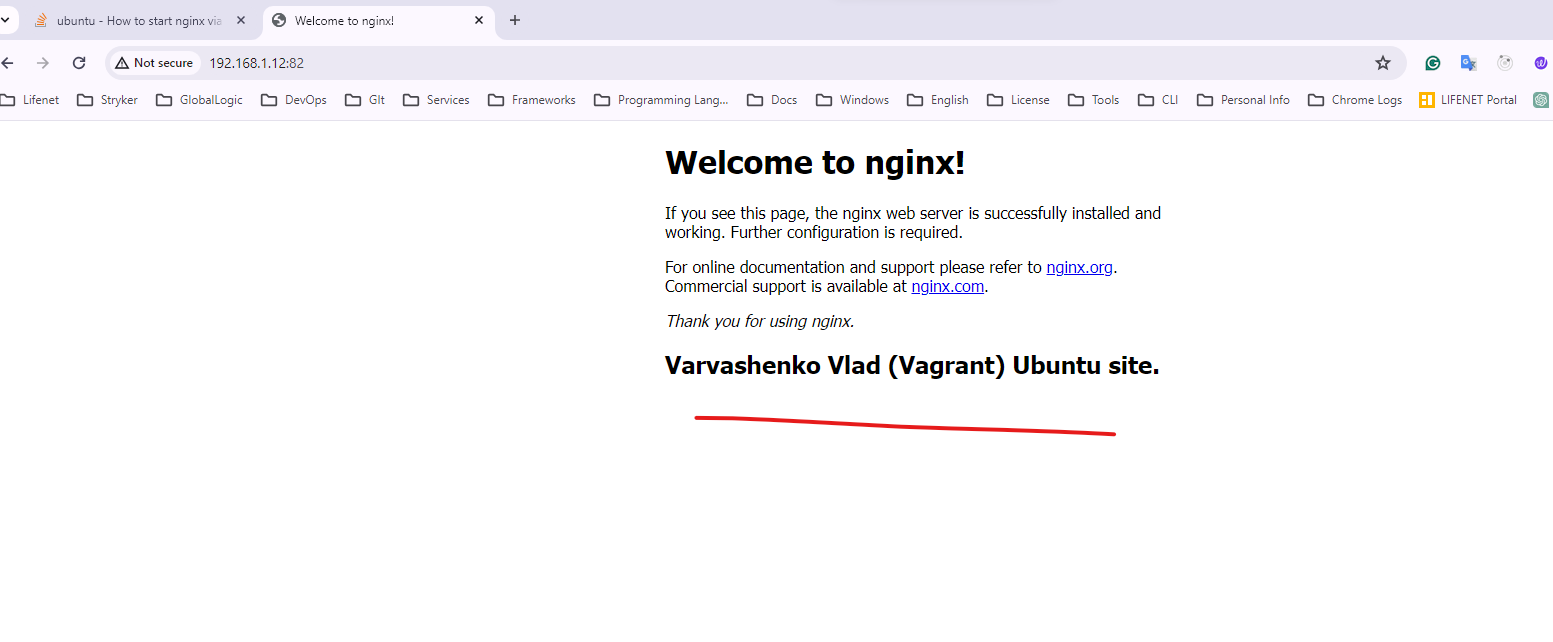 ubuntu - How to start nginx via
Welcome to nginx!
Not secure
192.168.1.12:82
Lifenet Stryker GlobalLogic DevOps GIt Services Frameworks Programming Lang... Docs Windows English License Tools CLI Personal Info Chrome Logs LIFENET Portal
Welcome to nginx!
If you see this page, the nginx web server is successfully installed and
working. Further configuration is required.
For online documentation and support please refer to nginx.org.
Commercial support is available at nginx.com.
Thank you for using nginx.
Varvashenko Vlad (Vagrant) Ubuntu site.